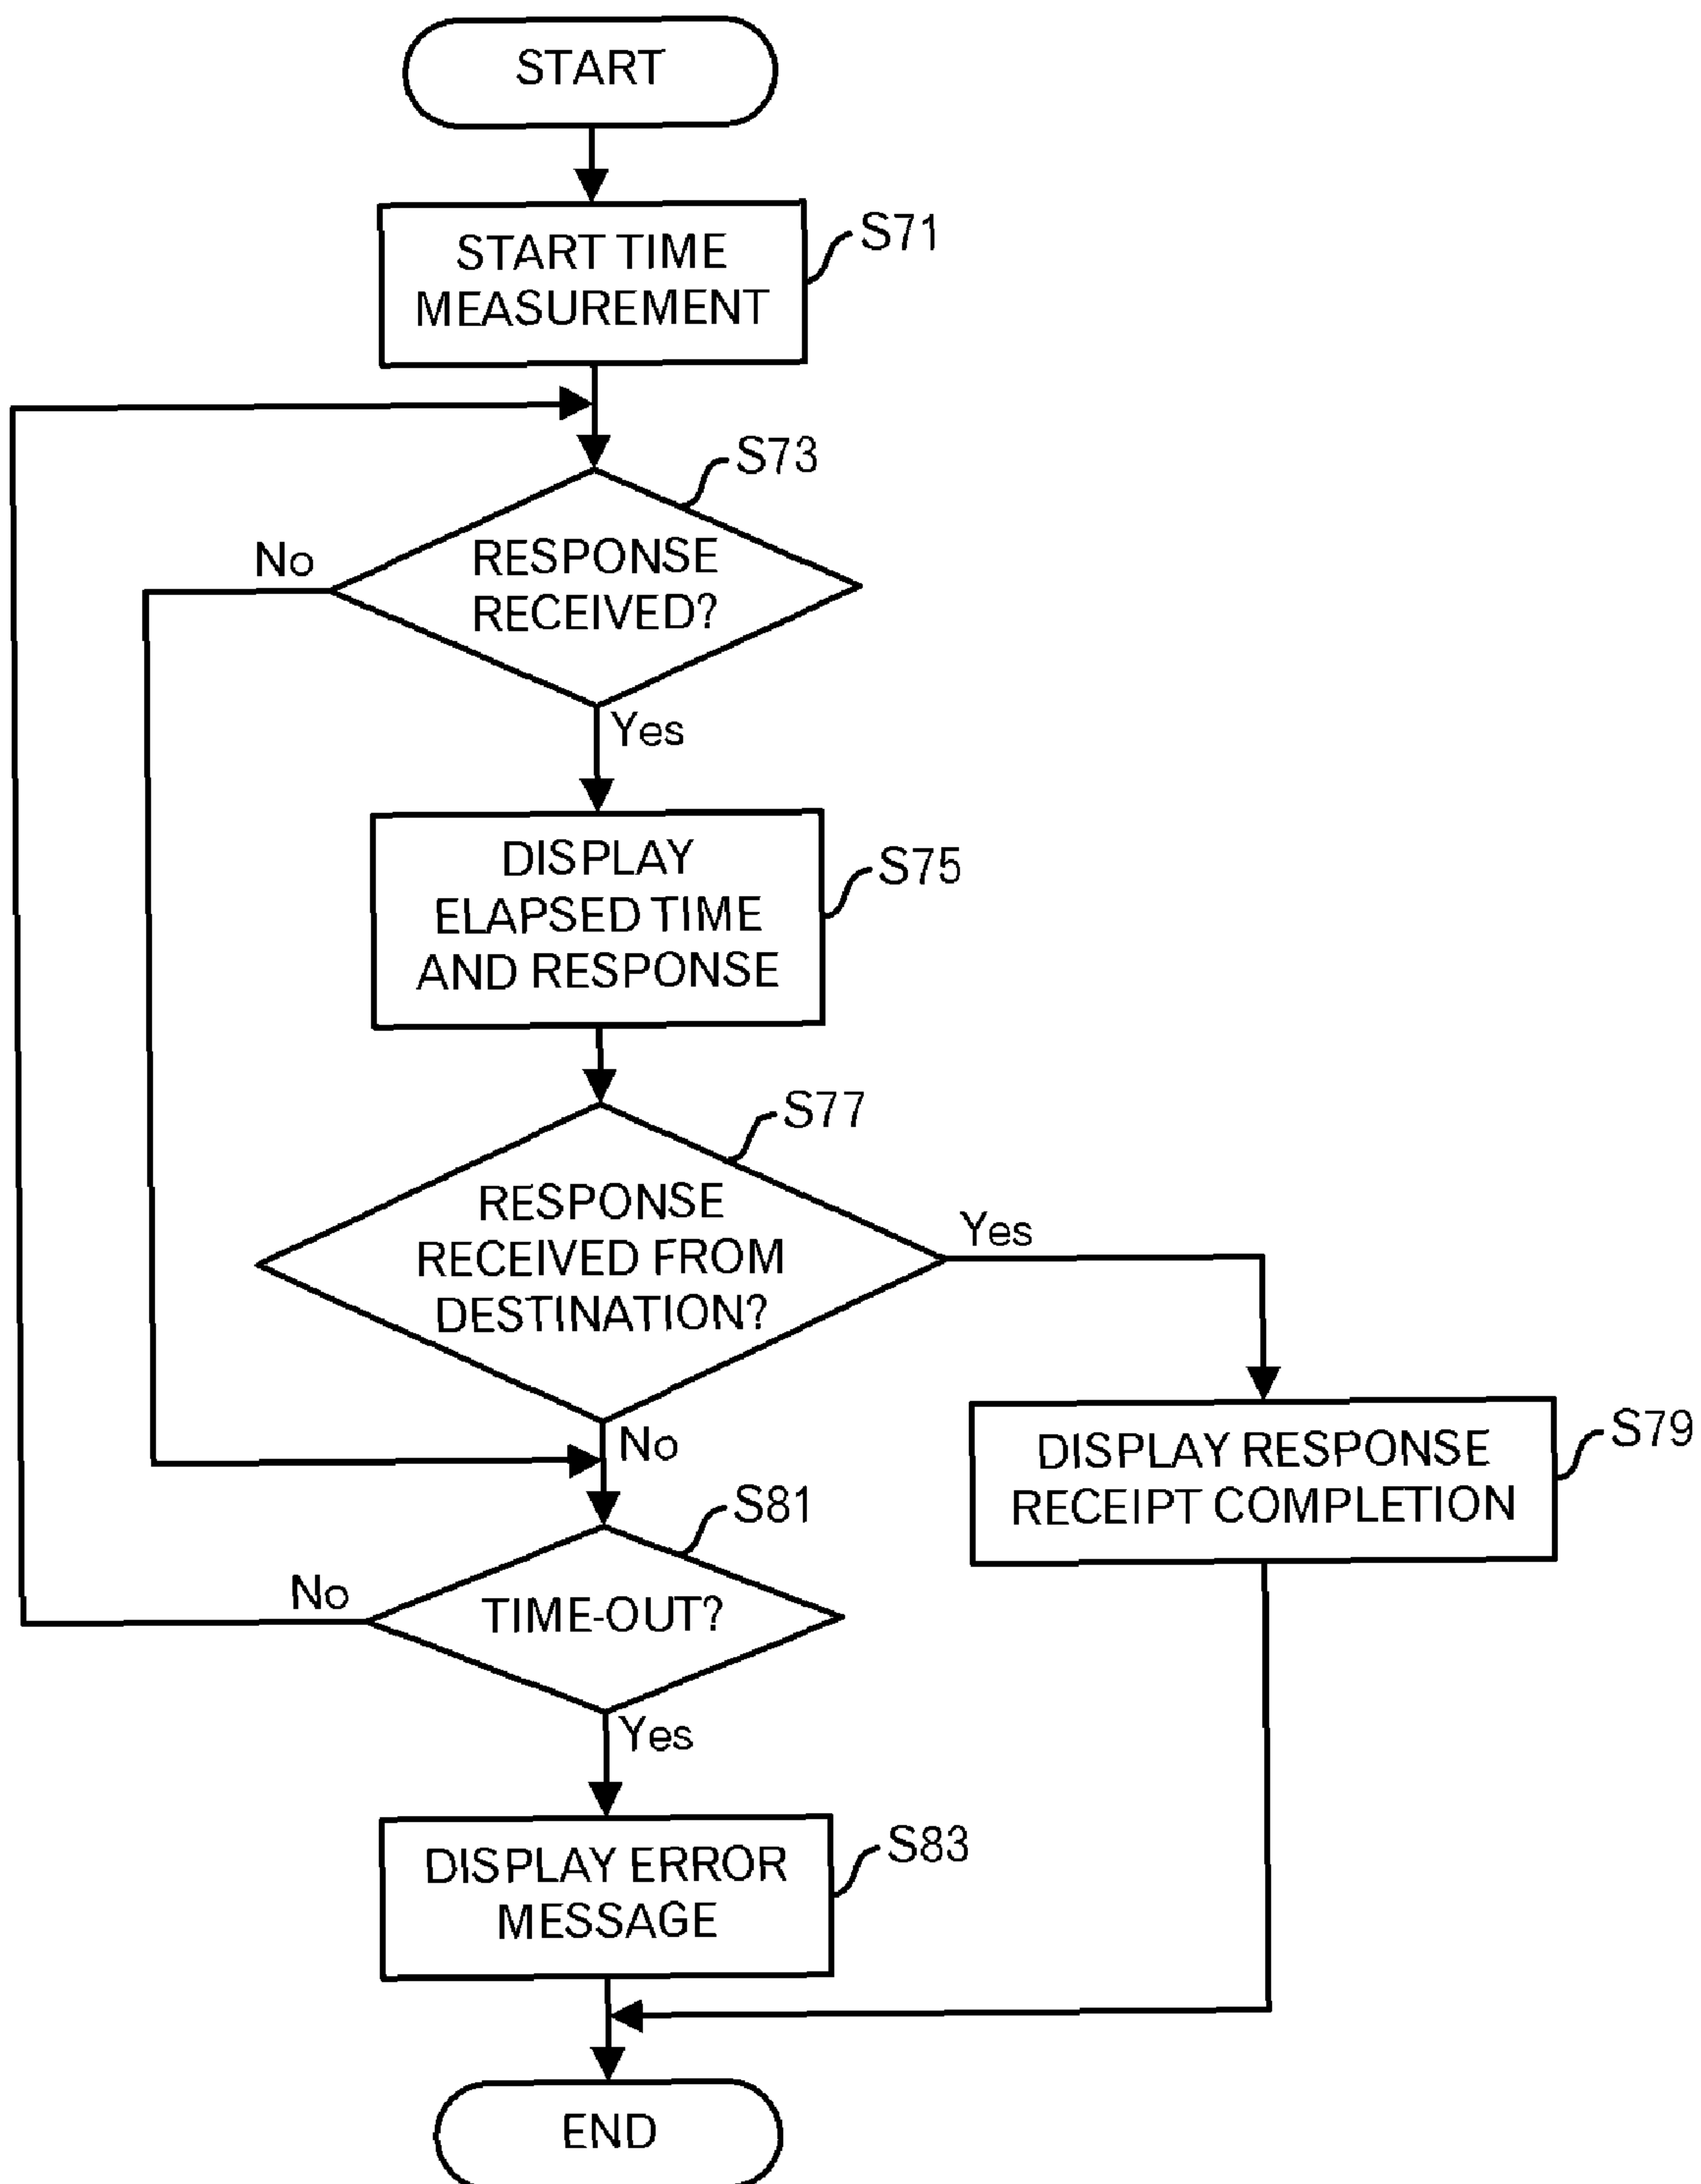 START
START TIME
MEASUREMENT
S71
S73
No
RESPONSE
RECEIVED?
Yes
DISPLAY
ELAPSED TIME
AND RESPONSE
S75
S77
RESPONSE
RECEIVED FROM
DESTINATION?
Yes
No
DISPLAY RESPONSE
RECEIPT COMPLETION
S79
S81
No
TIME-OUT?
Yes
DISPLAY ERROR
MESSAGE
S83
END